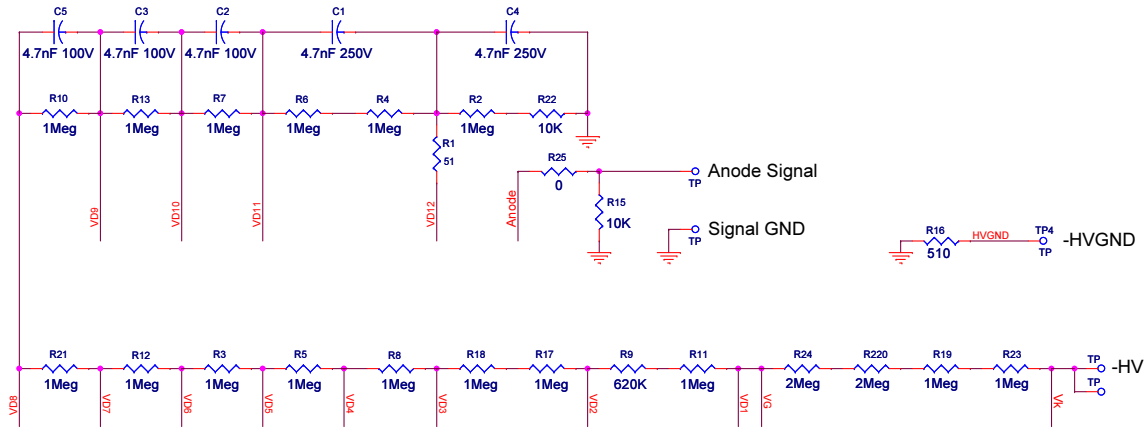 C5 C3 C2 C1 C4
4.7nF 100V 4.7nF 100V 4.7nF 100V 4.7nF 250V 4.7nF 250V
R10 R13 R7 R6 R4 R2 R22
1Meg 1Meg 1Meg 1Meg 1Meg 1Meg 10K
R1
51
R25
0
Anode Signal
TP
R15
10K
Signal GND
TP
VD9 VD10 VD11 VD12 Anode
R16
510
HVGND
TP4
TP
-HVGND
R21 R12 R3 R5 R8 R18 R17 R9 R11 R24 R220 R19 R23
1Meg 1Meg 1Meg 1Meg 1Meg 1Meg 1Meg 620K 1Meg 2Meg 2Meg 1Meg 1Meg
TP
-HV
TP
VD8 VD7 VD6 VD5 VD4 VD3 VD2 VD1 VG Vk